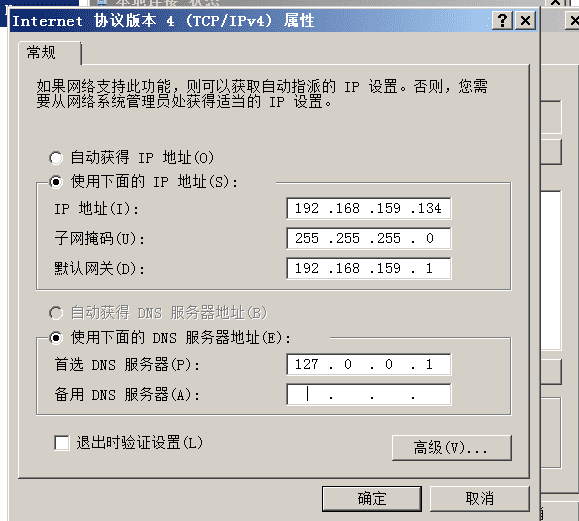 本地连接 状态
Internet 协议版本 4 (TCP/IPv4) 属性
常规
如果网络支持此功能，则可以获取自动指派的 IP 设置。否则，您需
要从网络系统管理员处获得适当的 IP 设置。
自动获得 IP 地址(O)
使用下面的 IP 地址(S):
IP 地址(I): 192 .168 .159 .134
子网掩码(U): 255 .255 .255 . 0
默认网关(D): 192 .168 .159 . 1
自动获得 DNS 服务器地址(B)
使用下面的 DNS 服务器地址(E):
首选 DNS 服务器(P): 127 . 0 . 0 . 1
备用 DNS 服务器(A): . . .
退出时验证设置(L)
高级(V)...
确定 取消